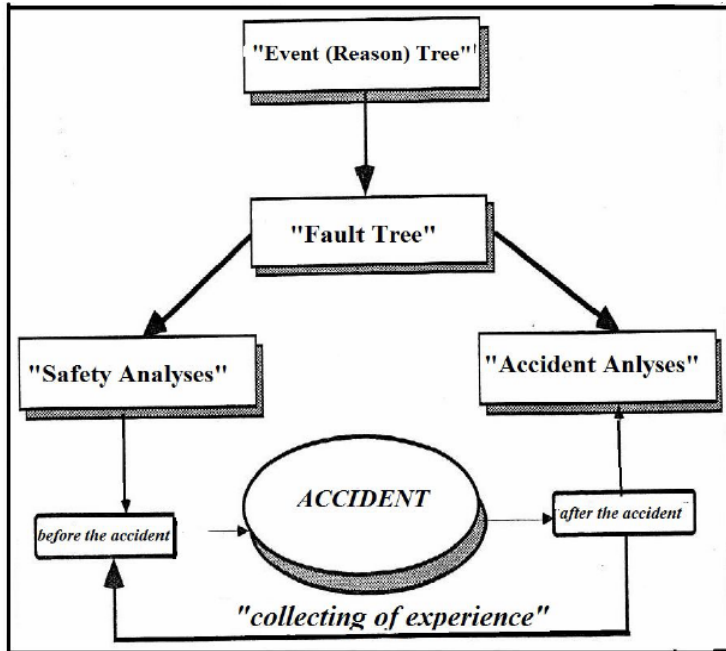 "Event (Reason) Tree"
"Fault Tree"
"Safety Analyses"
"Accident Anlyses"
ACCIDENT
before the accident
after the accident
"collecting of experience"